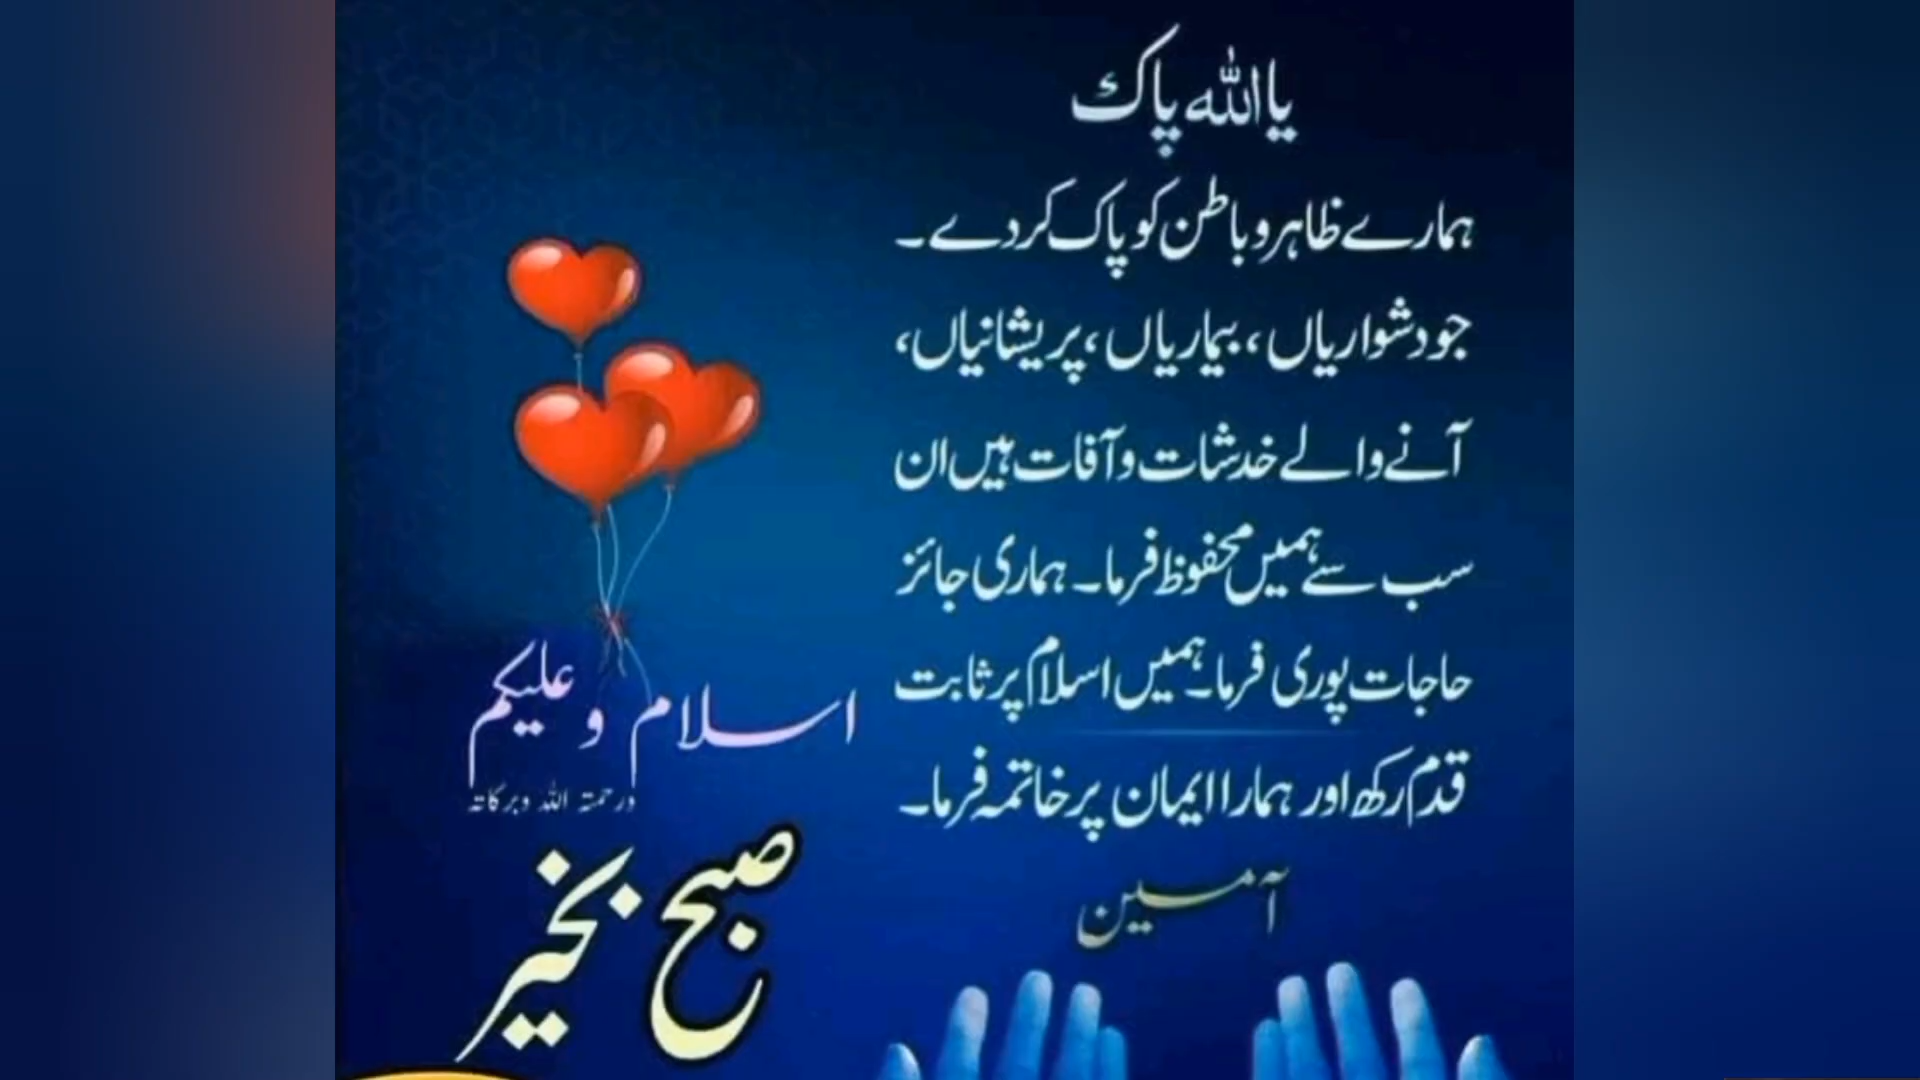 یا اللہ پاک
ہمارے ظاہر و باطن کو پاک کر دے۔
جو دشواریاں، بیماریاں، پریشانیاں،
آنے والے خدشات و آفات ہیں ان
سب سے ہمیں محفوظ فرما۔ ہماری جائز
حاجات پوری فرما۔ ہمیں اسلام پر ثابت
قدم رکھ اور ہمارا ایمان پر خاتمہ فرما۔
آمین
اسلام و علیکم
ورحمتہ اللہ وبرکاتہ
صبح بخیر